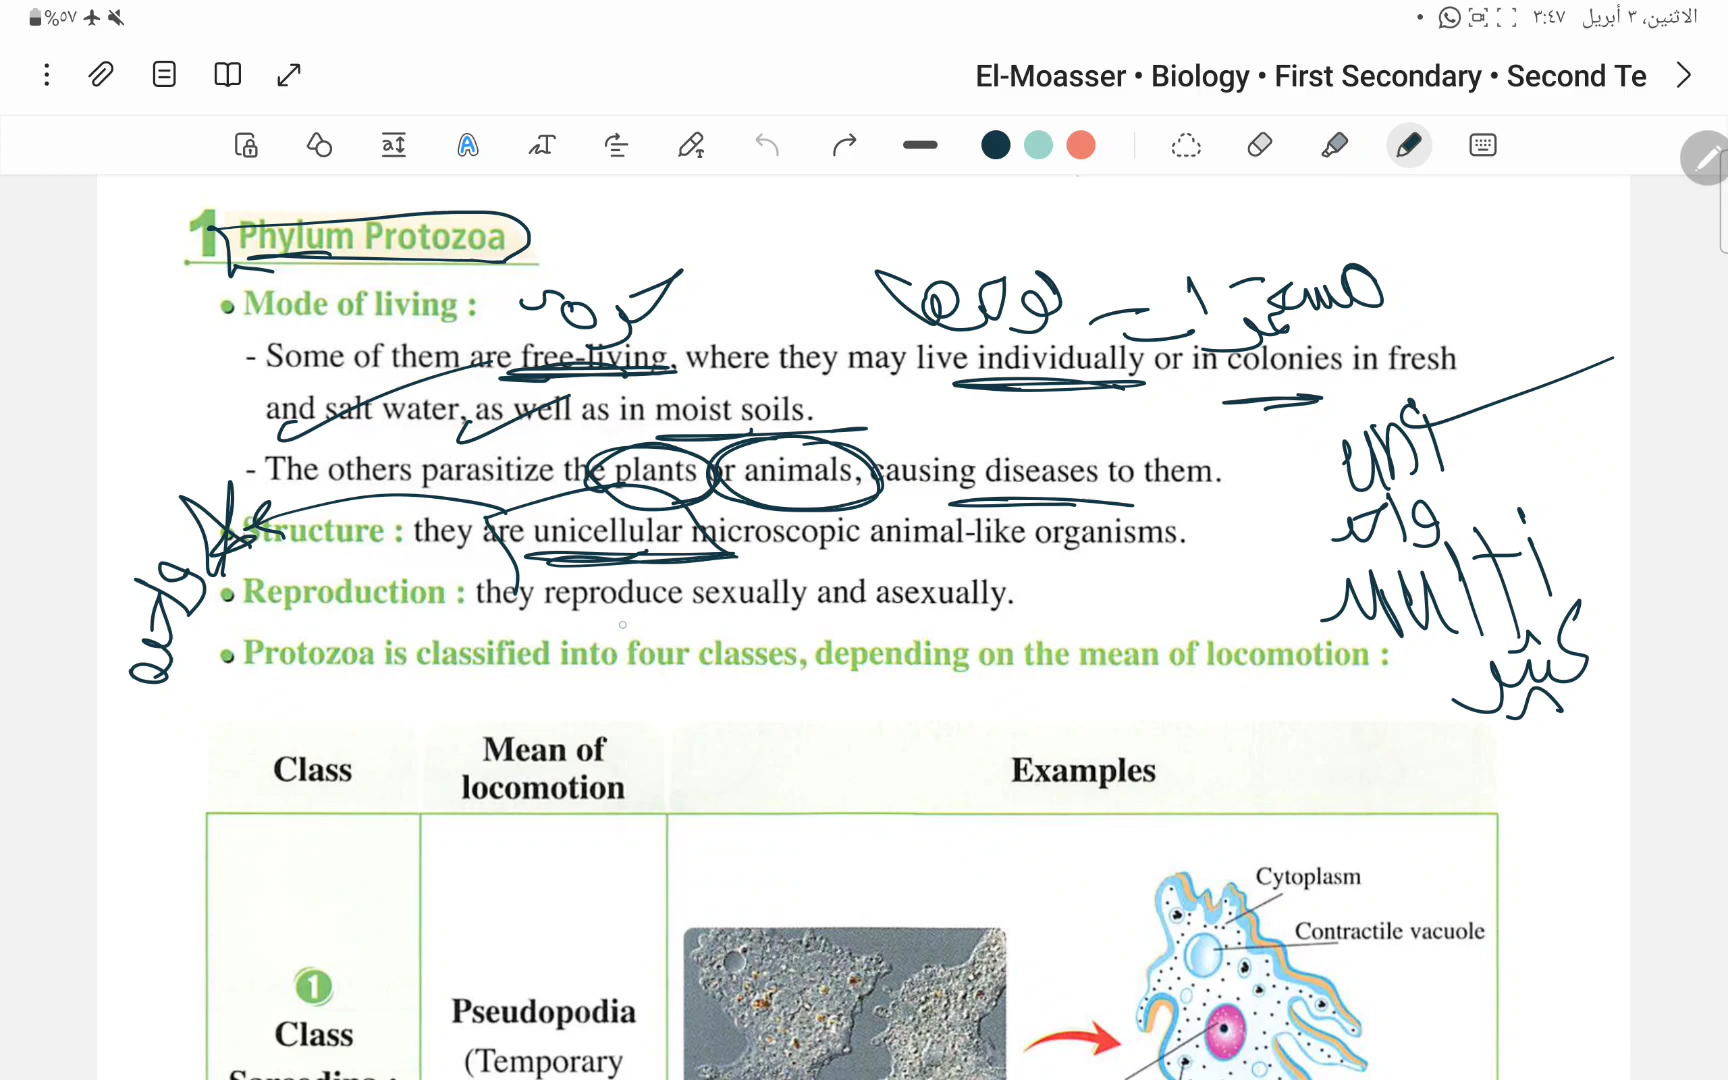 %٥٧
الاثنين، ٣ أبريل ٣:٤٧
El-Moasser • Biology • First Secondary • Second Te
1 Phylum Protozoa
• Mode of living :
حرة
لوحده
مستعمرات
- Some of them are free-living, where they may live individually or in colonies in fresh
and salt water, as well as in moist soils.
- The others parasitize the plants or animals, causing diseases to them.
• Structure : they are unicellular microscopic animal-like organisms.
• Reproduction : they reproduce sexually and asexually.
• Protozoa is classified into four classes, depending on the mean of locomotion :
uni
واحد
multi
كتير
Class
Mean of
locomotion
Examples
Cytoplasm
Contractile vacuole
1
Class
Pseudopodia
(Temporary